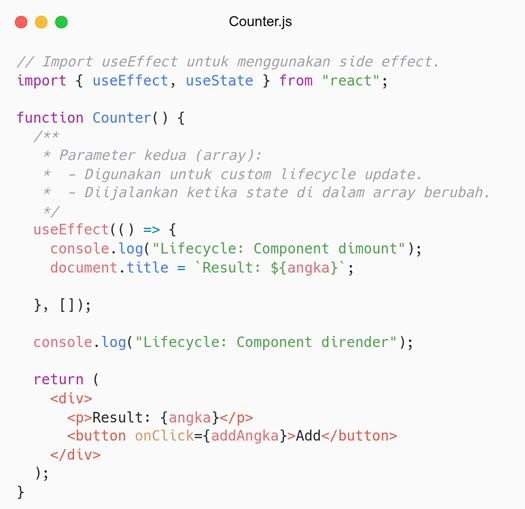 Counter.js
// Import useEffect untuk menggunakan side effect.
import { useEffect, useState } from "react";
function Counter() {
/**
* Parameter kedua (array):
* - Digunakan untuk custom lifecycle update.
* - Diijalankan ketika state di dalam array berubah.
*/
useEffect(() => {
console.log("Lifecycle: Component dimount");
document.title = `Result: ${angka}`;
}, []);
console.log("Lifecycle: Component dirender");
return (
<div>
<p>Result: {angka}</p>
<button onClick={addAngka}>Add</button>
</div>
);
}